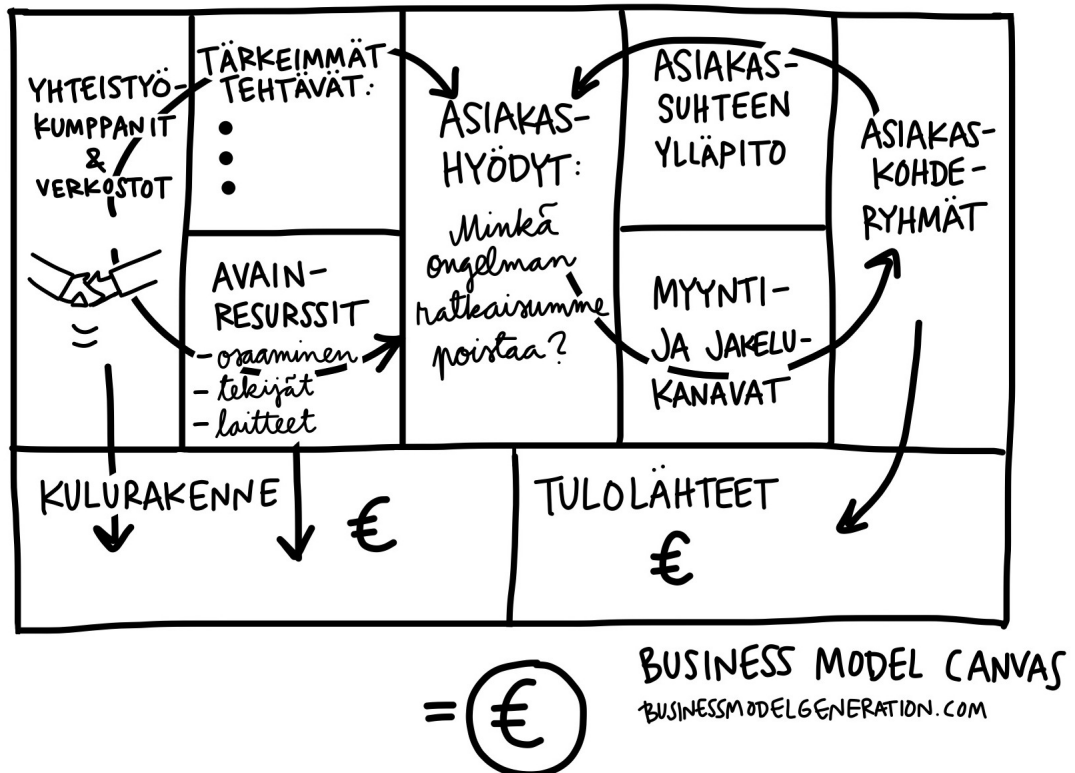 YHTEISTYÖ-
KUMPPANIT
&
VERKOSTOT
TÄRKEIMMÄT
TEHTÄVÄT:
AVAIN-
RESURSSIT
- osaaminen
- tekijät
- laitteet
ASIAKAS-
HYÖDYT:
Minkä
ongelman
ratkaisumme
poistaa?
ASIAKAS-
SUHTEEN
YLLÄPITO
MYYNTI-
JA JAKELU-
KANAVAT
ASIAKAS-
KOHDE-
RYHMÄT
KULURAKENNE
€
TULOLÄHTEET
€
= €
BUSINESS MODEL CANVAS
BUSINESSMODELGENERATION.COM